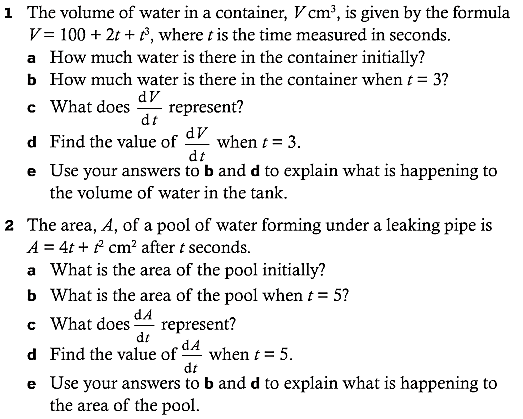 1 The volume of water in a container, V cm³, is given by the formula
V = 100 + 2t + t³, where t is the time measured in seconds.
a How much water is there in the container initially?
b How much water is there in the container when t = 3?
c What does dV/dt represent?
d Find the value of dV/dt when t = 3.
e Use your answers to b and d to explain what is happening to
the volume of water in the tank.
2 The area, A, of a pool of water forming under a leaking pipe is
A = 4t + t² cm² after t seconds.
a What is the area of the pool initially?
b What is the area of the pool when t = 5?
c What does dA/dt represent?
d Find the value of dA/dt when t = 5.
e Use your answers to b and d to explain what is happening to
the area of the pool.